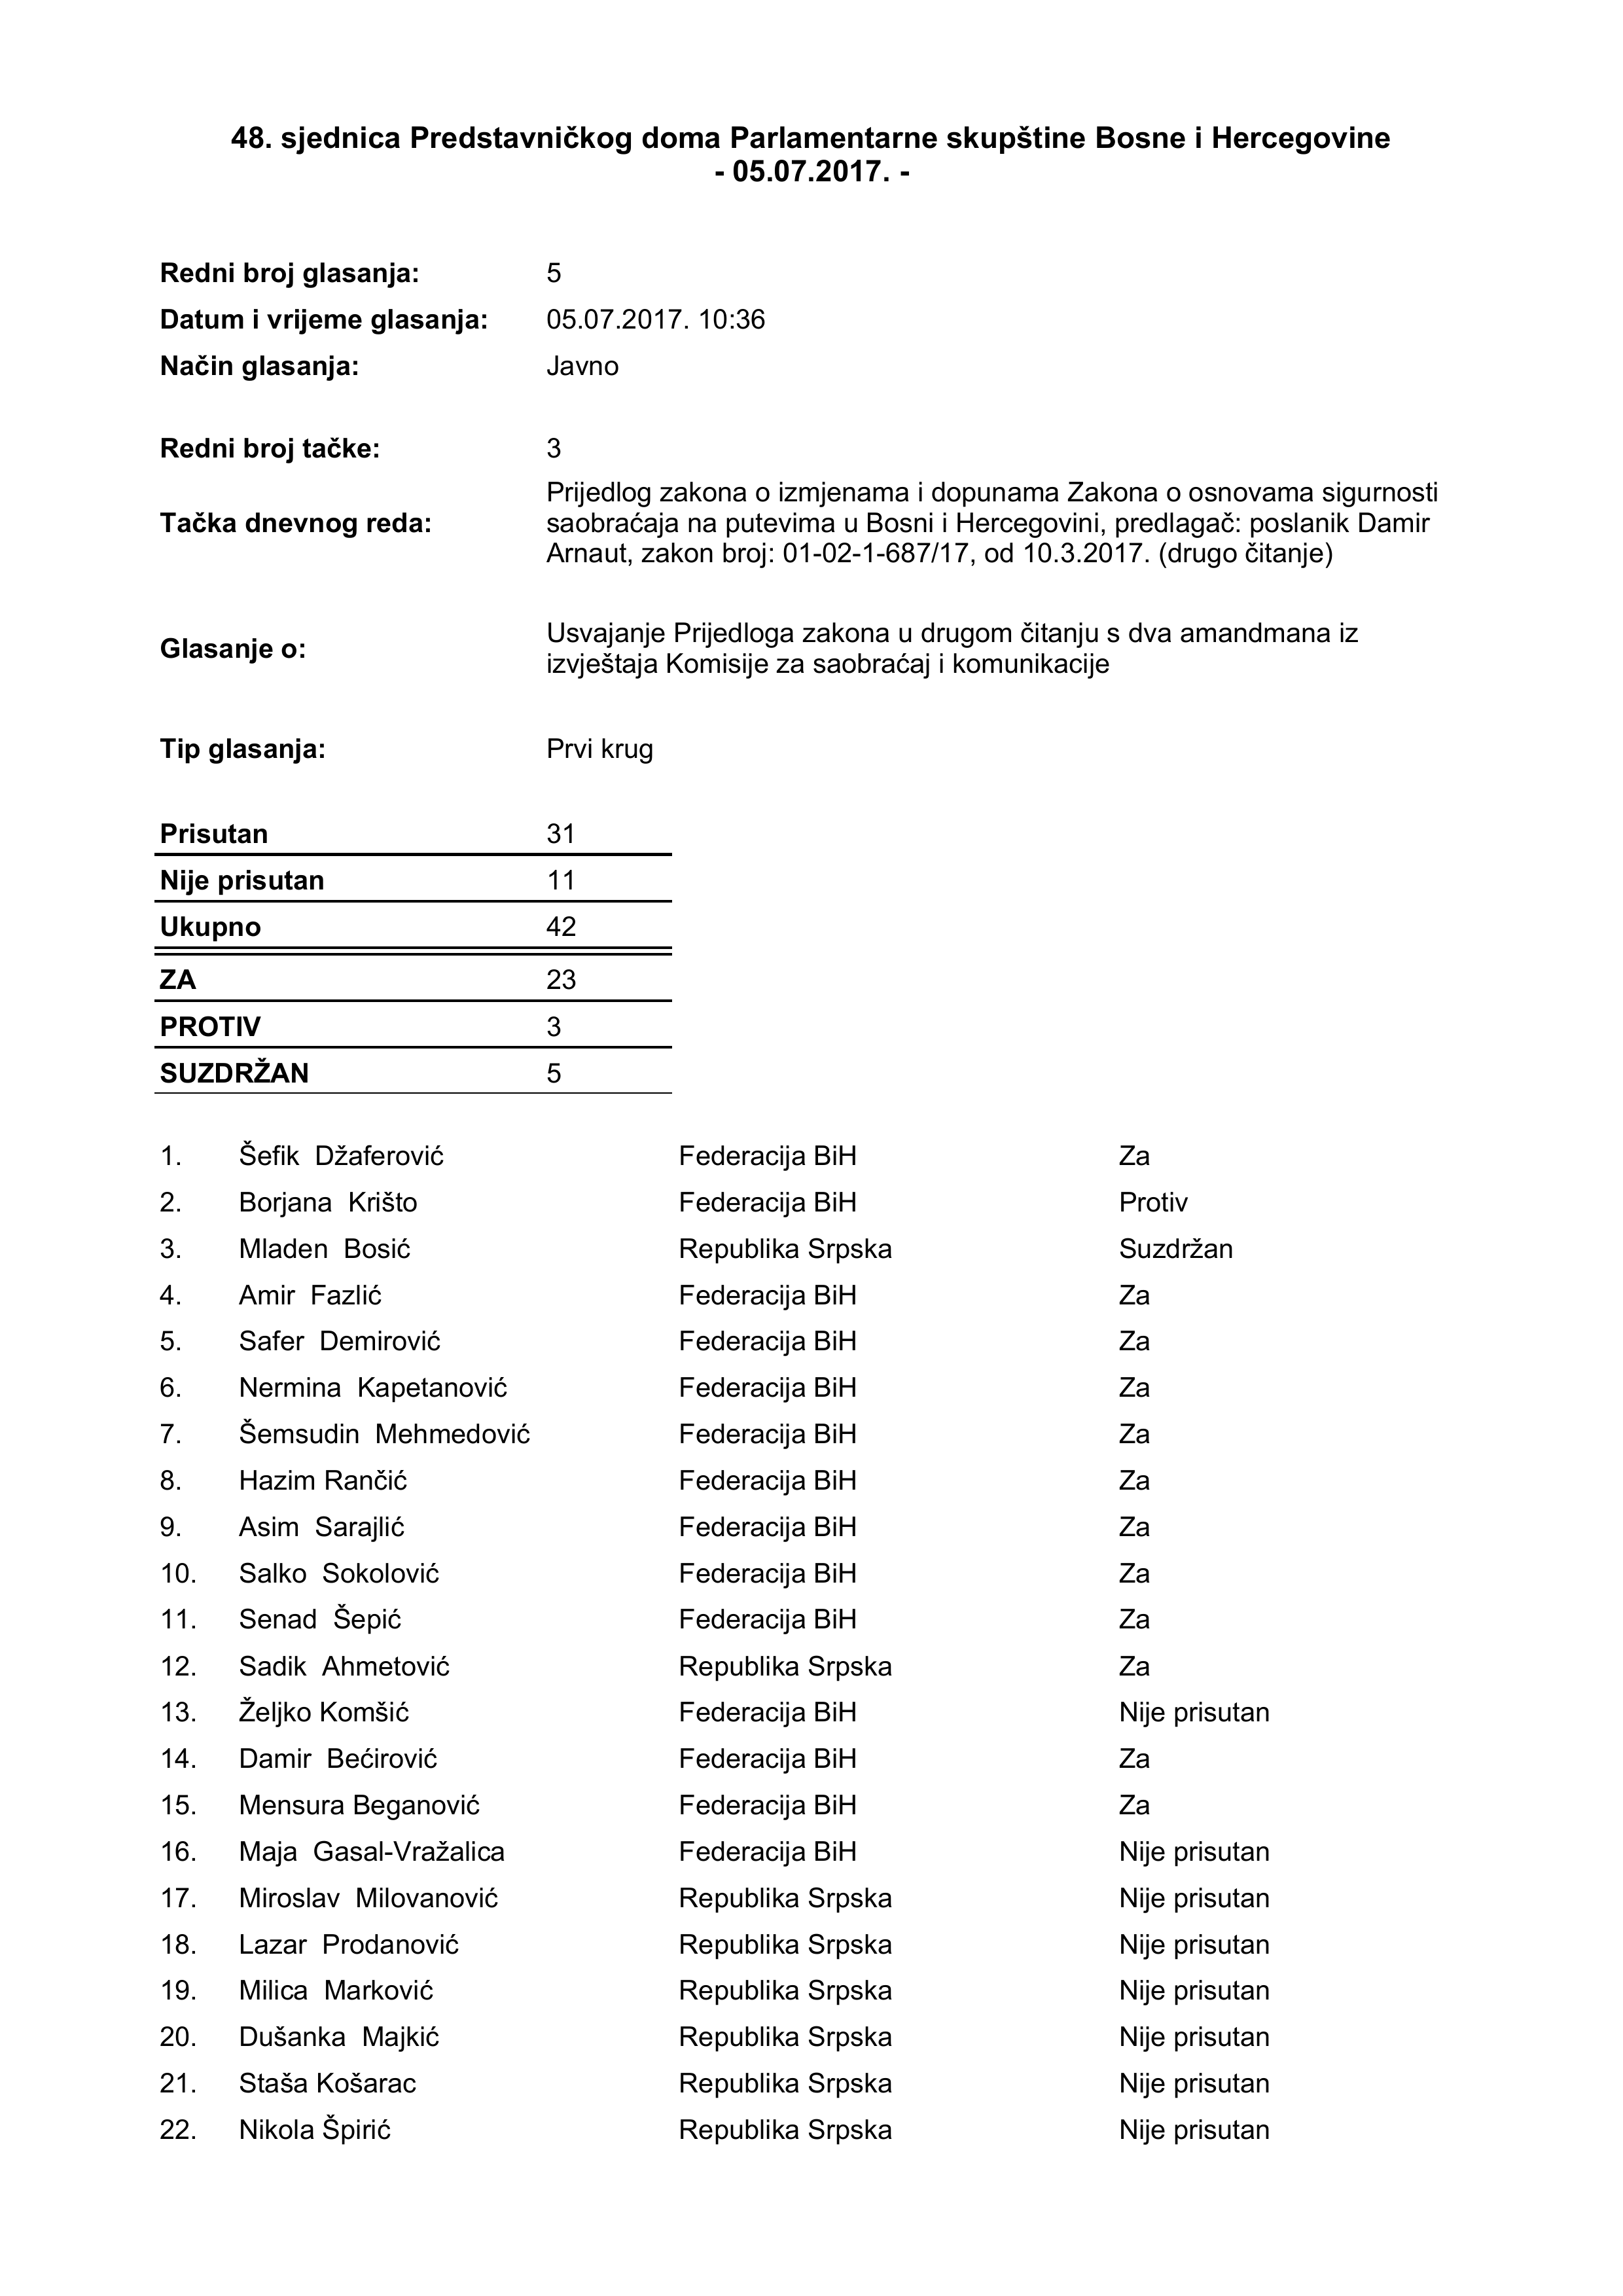 48. sjednica Predstavničkog doma Parlamentarne skupštine Bosne i Hercegovine
- 05.07.2017. -
Redni broj glasanja: 5
Datum i vrijeme glasanja: 05.07.2017. 10:36
Način glasanja: Javno
Redni broj tačke: 3
Tačka dnevnog reda: Prijedlog zakona o izmjenama i dopunama Zakona o osnovama sigurnosti
saobraćaja na putevima u Bosni i Hercegovini, predlagač: poslanik Damir
Arnaut, zakon broj: 01-02-1-687/17, od 10.3.2017. (drugo čitanje)
Glasanje o: Usvajanje Prijedloga zakona u drugom čitanju s dva amandmana iz
izvještaja Komisije za saobraćaj i komunikacije
Tip glasanja: Prvi krug
Prisutan 31
Nije prisutan 11
Ukupno 42
ZA 23
PROTIV 3
SUZDRŽAN 5
1. Šefik Džaferović Federacija BiH Za
2. Borjana Krišto Federacija BiH Protiv
3. Mladen Bosić Republika Srpska Suzdržan
4. Amir Fazlić Federacija BiH Za
5. Safer Demirović Federacija BiH Za
6. Nermina Kapetanović Federacija BiH Za
7. Šemsudin Mehmedović Federacija BiH Za
8. Hazim Rančić Federacija BiH Za
9. Asim Sarajlić Federacija BiH Za
10. Salko Sokolović Federacija BiH Za
11. Senad Šepić Federacija BiH Za
12. Sadik Ahmetović Republika Srpska Za
13. Željko Komšić Federacija BiH Nije prisutan
14. Damir Bećirović Federacija BiH Za
15. Mensura Beganović Federacija BiH Za
16. Maja Gasal-Vražalica Federacija BiH Nije prisutan
17. Miroslav Milovanović Republika Srpska Nije prisutan
18. Lazar Prodanović Republika Srpska Nije prisutan
19. Milica Marković Republika Srpska Nije prisutan
20. Dušanka Majkić Republika Srpska Nije prisutan
21. Staša Košarac Republika Srpska Nije prisutan
22. Nikola Špirić Republika Srpska Nije prisutan